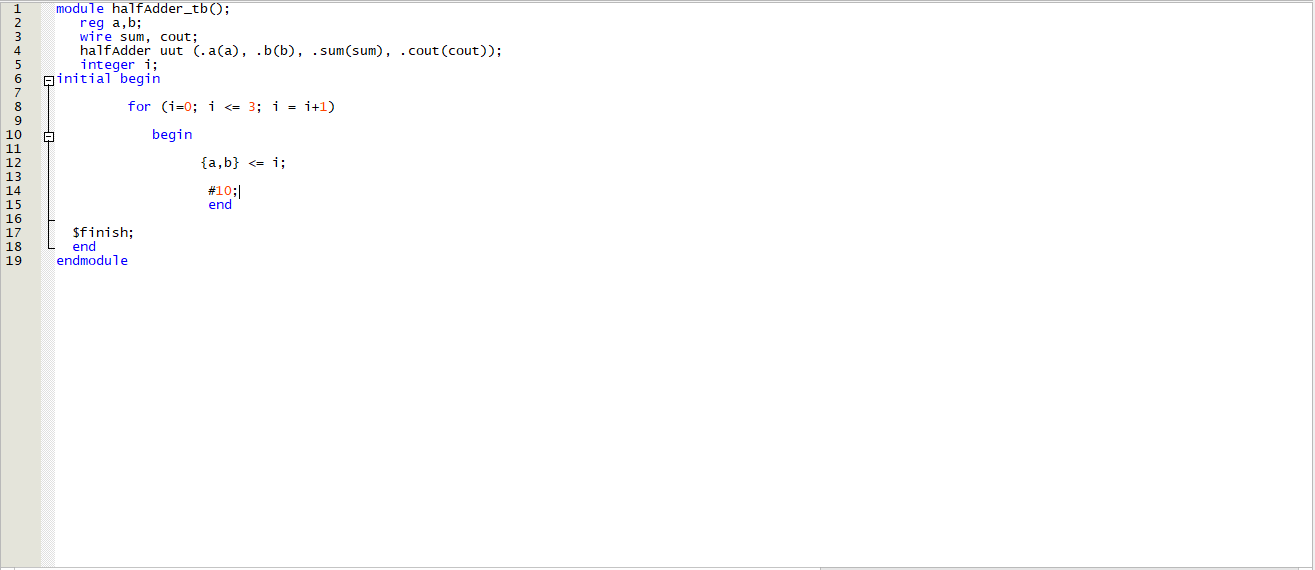 1 module halfAdder_tb();
2 reg a,b;
3 wire sum, cout;
4 halfAdder uut (.a(a), .b(b), .sum(sum), .cout(cout));
5 integer i;
6 initial begin
7
8 for (i=0; i <= 3; i = i+1)
9
10 begin
11
12 {a,b} <= i;
13
14 #10;
15 end
16
17 $finish;
18 end
19 endmodule